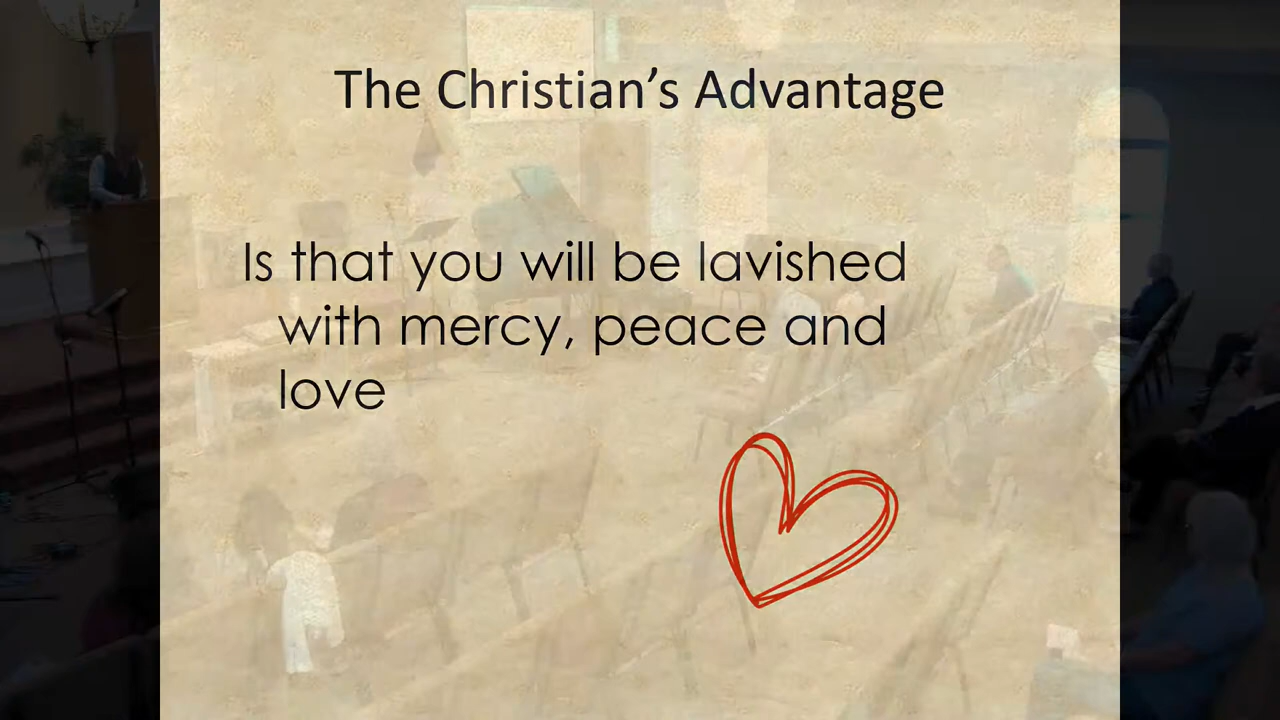 The Christian’s Advantage
Is that you will be lavished
with mercy, peace and
love